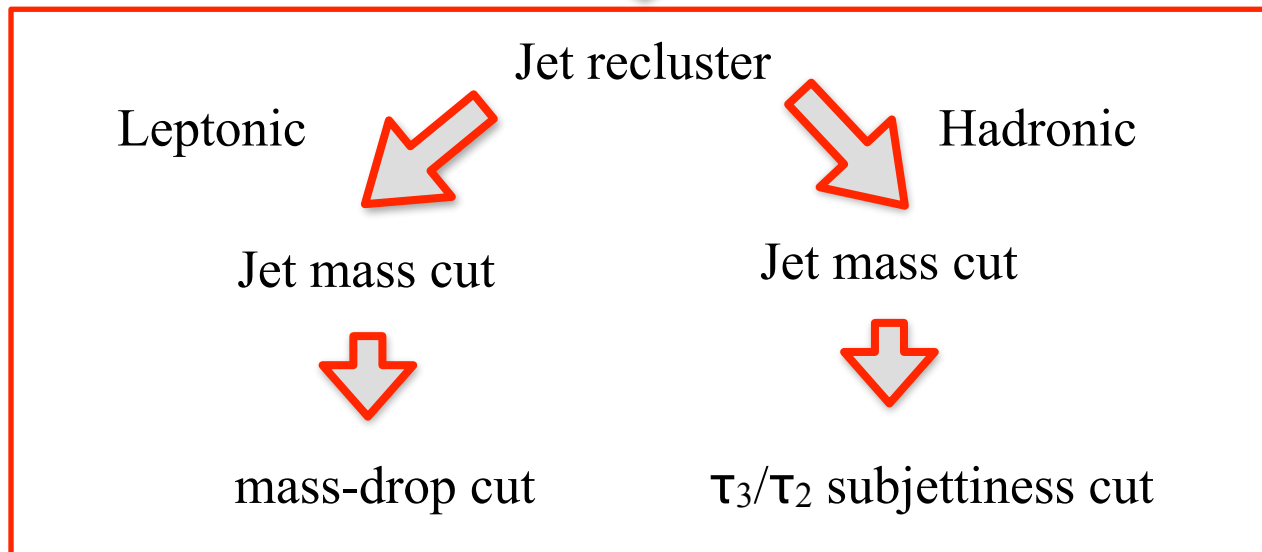 Jet recluster
Leptonic
Hadronic
Jet mass cut
Jet mass cut
mass-drop cut
τ₃/τ₂ subjettiness cut